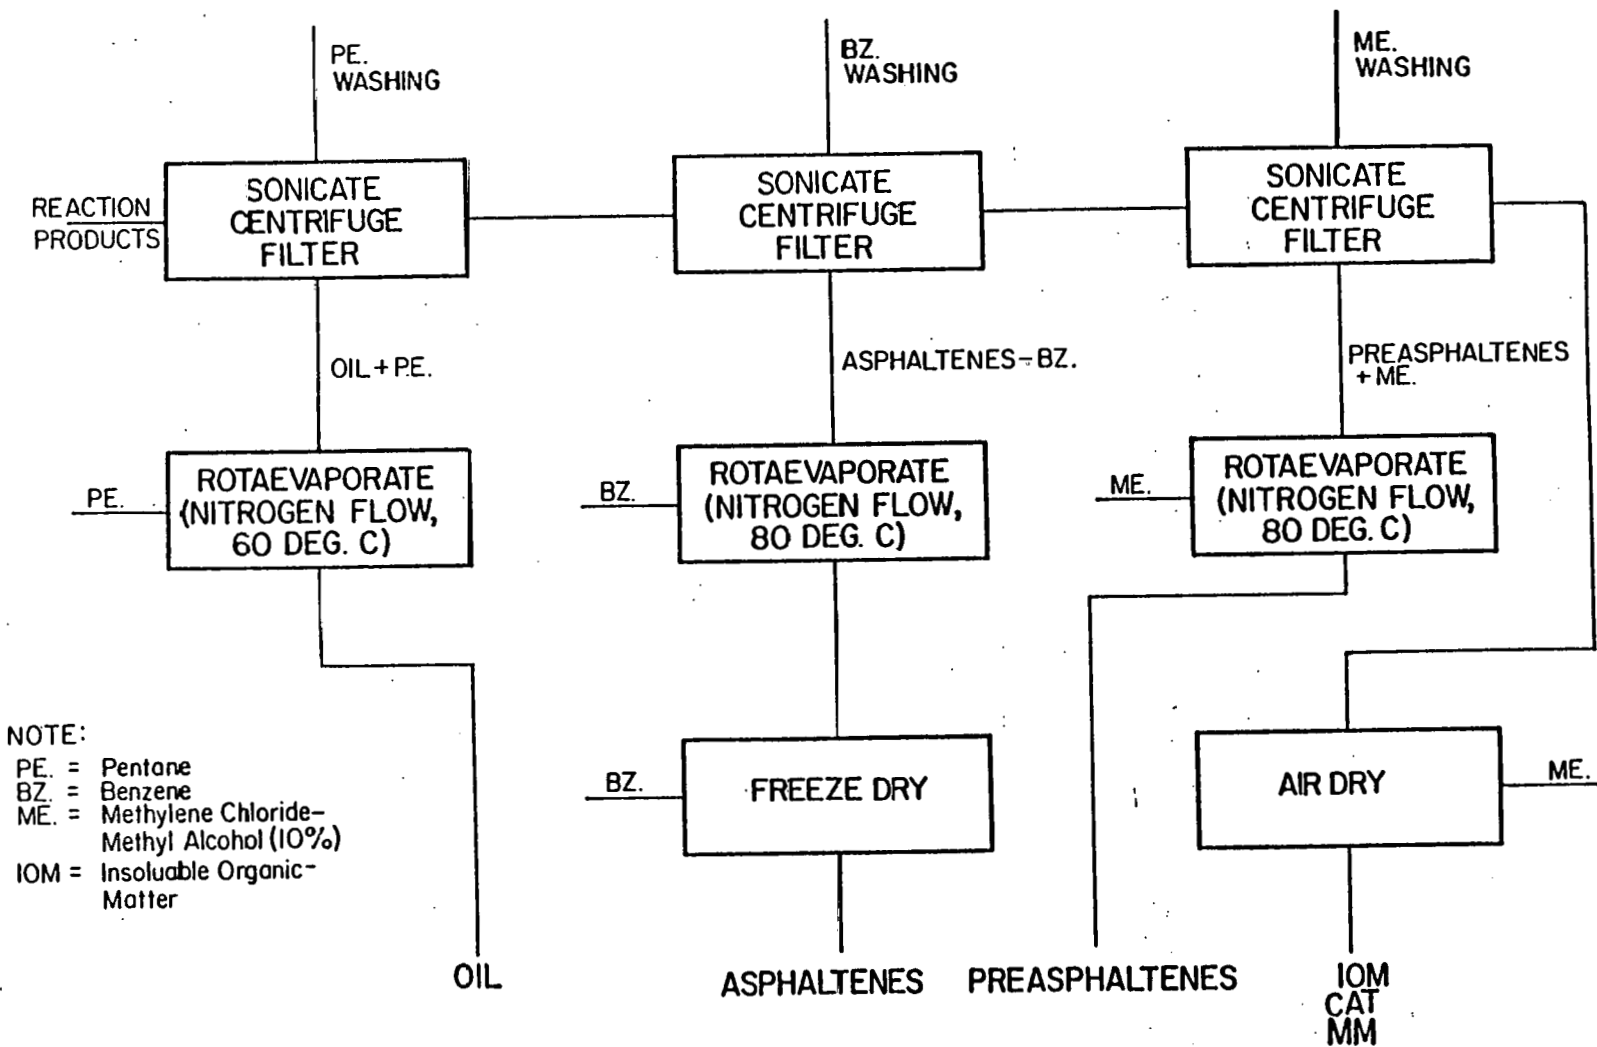 PE.
WASHING
BZ.
WASHING
ME.
WASHING
REACTION
PRODUCTS
SONICATE
CENTRIFUGE
FILTER
SONICATE
CENTRIFUGE
FILTER
SONICATE
CENTRIFUGE
FILTER
OIL + P.E.
ASPHALTENES-BZ.
PREASPHALTENES
+ ME.
PE.
ROTAEVAPORATE
(NITROGEN FLOW,
60 DEG. C)
BZ.
ROTAEVAPORATE
(NITROGEN FLOW,
80 DEG. C)
ME.
ROTAEVAPORATE
(NITROGEN FLOW,
80 DEG. C)
NOTE:
PE. = Pentane
BZ. = Benzene
ME. = Methylene Chloride-
Methyl Alcohol (10%)
IOM = Insoluable Organic-
Matter
BZ.
FREEZE DRY
AIR DRY
ME.
OIL
ASPHALTENES
PREASPHALTENES
IOM
CAT
MM